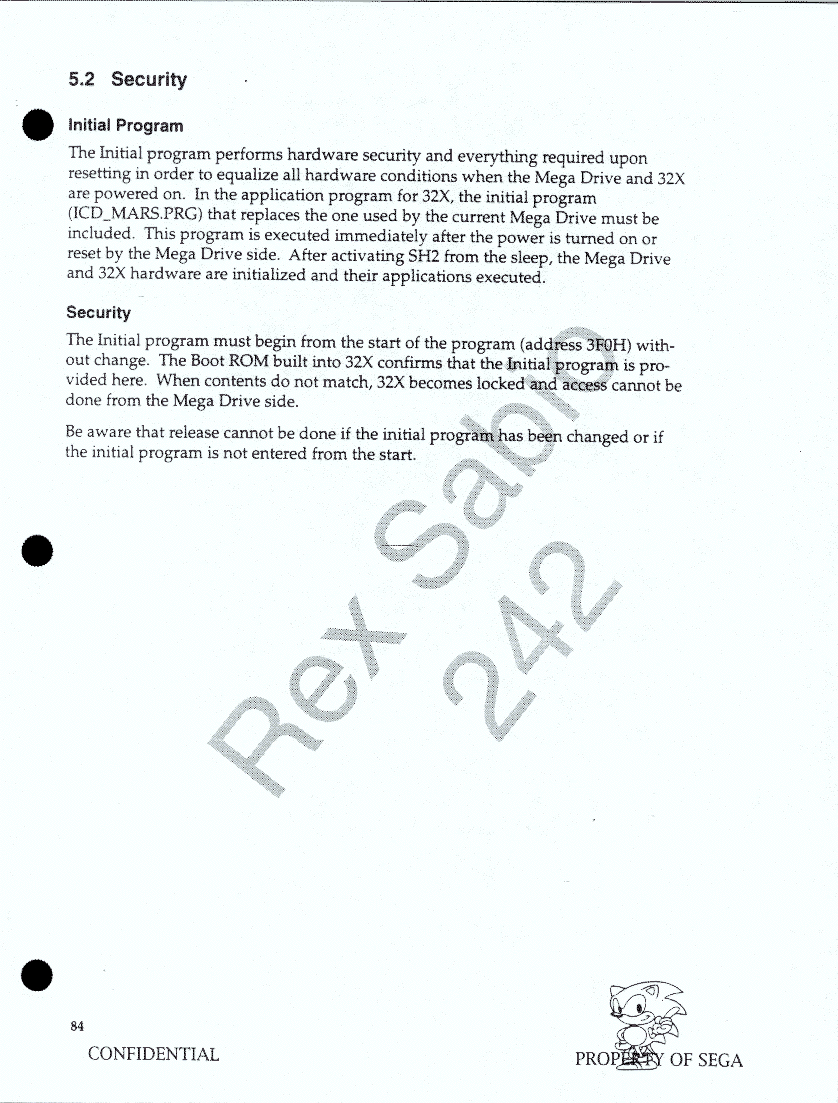 5.2 Security
Initial Program
The Initial program performs hardware security and everything required upon
resetting in order to equalize all hardware conditions when the Mega Drive and 32X
are powered on. In the application program for 32X, the initial program
(ICD_MARS.PRG) that replaces the one used by the current Mega Drive must be
included. This program is executed immediately after the power is turned on or
reset by the Mega Drive side. After activating SH2 from the sleep, the Mega Drive
and 32X hardware are initialized and their applications executed.
Security
The Initial program must begin from the start of the program (address 3F0H) with-
out change. The Boot ROM built into 32X confirms that the Initial program is pro-
vided here. When contents do not match, 32X becomes locked and access cannot be
done from the Mega Drive side.
Be aware that release cannot be done if the initial program has been changed or if
the initial program is not entered from the start.
Rex Sabio
242
84
CONFIDENTIAL
PROPERTY OF SEGA